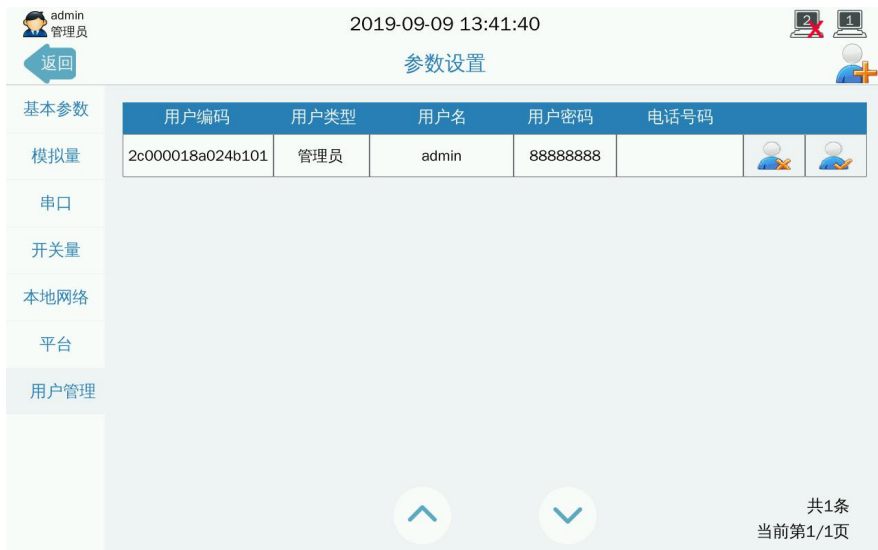 admin
管理员
2019-09-09 13:41:40
2
1
返回
参数设置
基本参数
模拟量
串口
开关量
本地网络
平台
用户管理
用户编码 用户类型 用户名 用户密码 电话号码
2c000018a024b101 管理员 admin 88888888
共1条
当前第1/1页